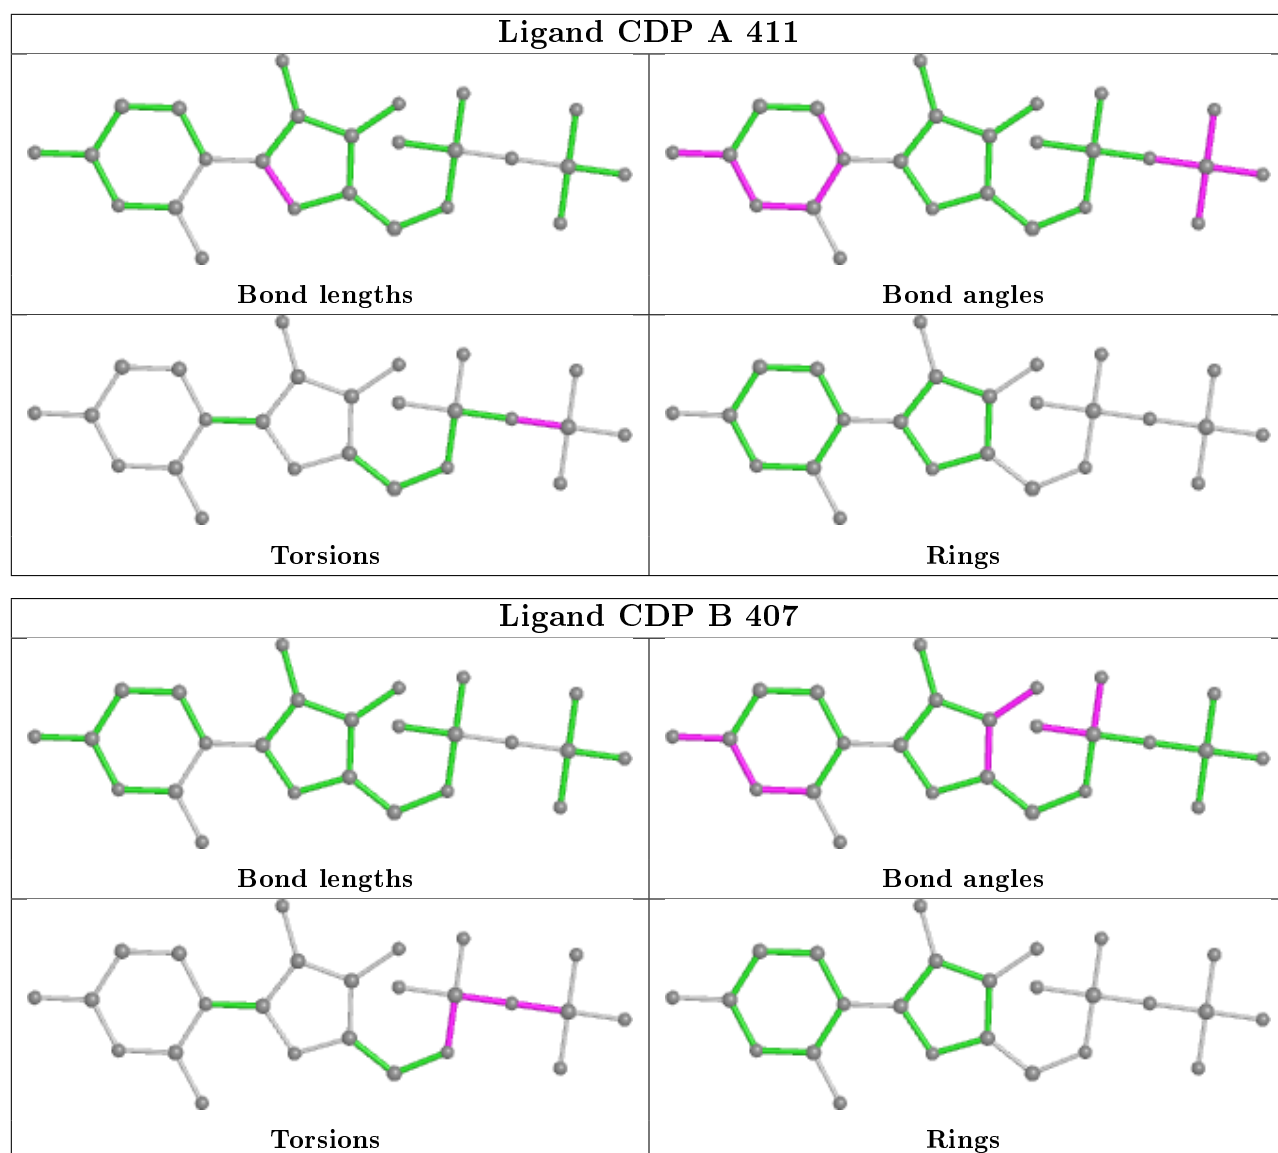 Ligand CDP A 411
Bond lengths
Bond angles
Torsions
Rings
Ligand CDP B 407
Bond lengths
Bond angles
Torsions
Rings